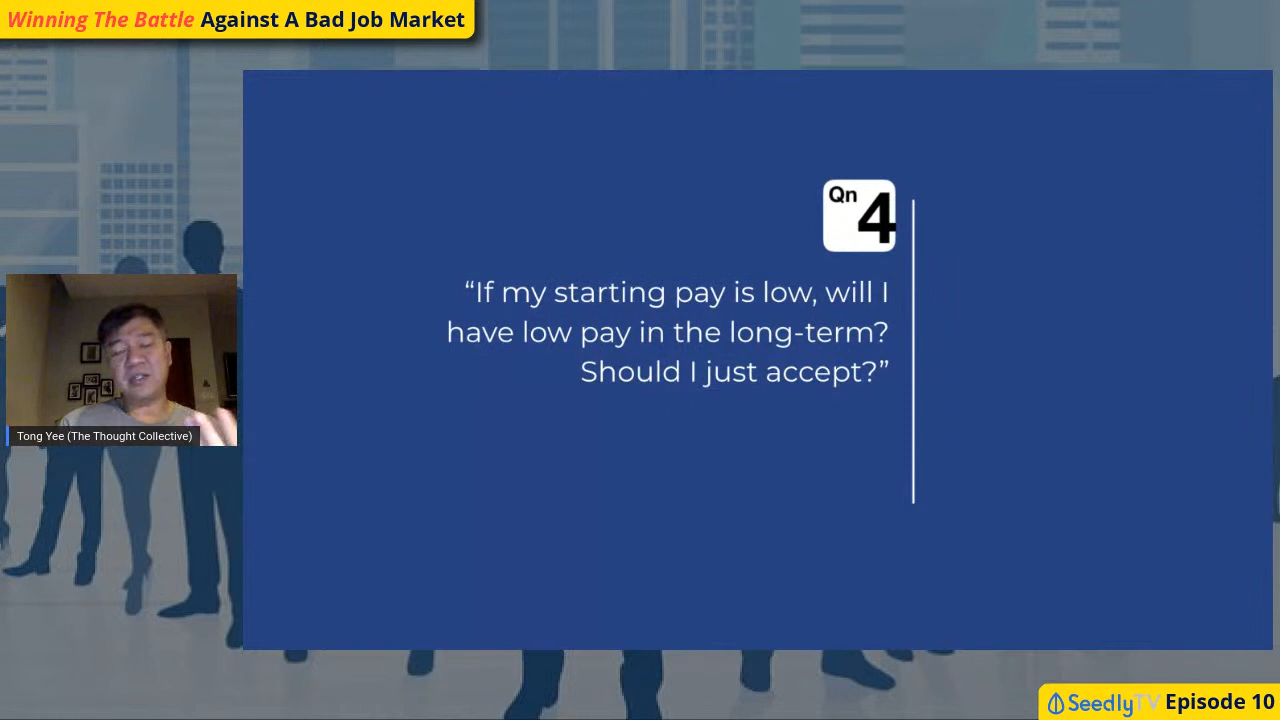 Winning The Battle Against A Bad Job Market
Qn 4
“If my starting pay is low, will I
have low pay in the long-term?
Should I just accept?”
Tong Yee (The Thought Collective)
SeedlyTV Episode 10